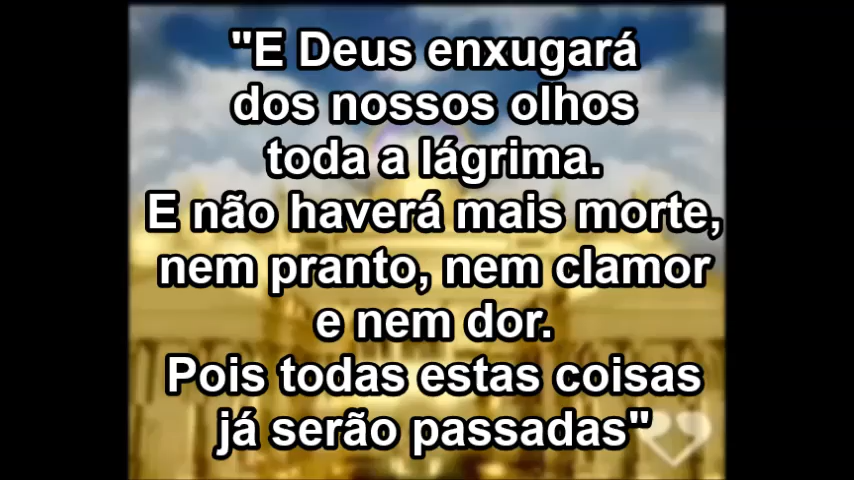 "E Deus enxugará
dos nossos olhos
toda a lágrima.
E não haverá mais morte,
nem pranto, nem clamor
e nem dor.
Pois todas estas coisas
já serão passadas"